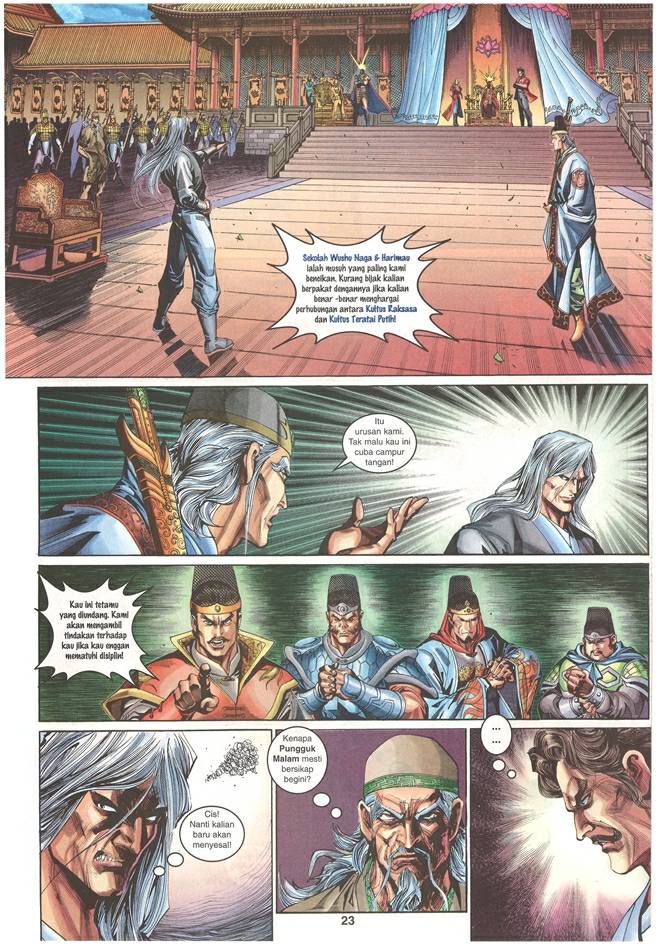 Sekolah Wushu Naga & Harimau
ialah musuh yang paling kami
bencikan. Kurang bijak kalian
berpakat dengannya jika kalian
benar -benar menghargai
perhubungan antara Kultus Raksasa
dan Kultus Teratai Putih!
Itu
urusan kami.
Tak malu kau ini
cuba campur
tangan!
Kau ini tetamu
yang diundang. Kami
akan mengambil
tindakan terhadap
kau jika kau enggan
mematuhi disiplin!
Cis!
Nanti kalian
baru akan
menyesal!
Kenapa
Pungguk
Malam mesti
bersikap
begini?
...
...
23